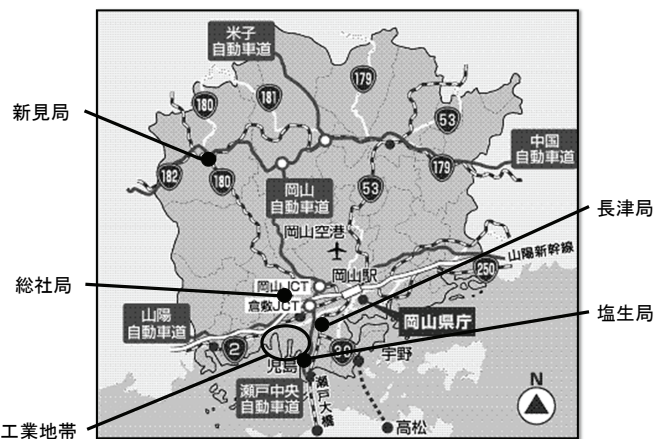 米子
自動車道
179
180
181
53
新見局
中国
自動車道
182
180
179
岡山
自動車道
53
長津局
岡山空港
山陽新幹線
250
総社局
岡山JCT
岡山駅
倉敷JCT
山陽
自動車道
岡山県庁
塩生局
2
30
宇野
児島
瀬戸中央
自動車道
瀬戸大橋
N
工業地帯
高松